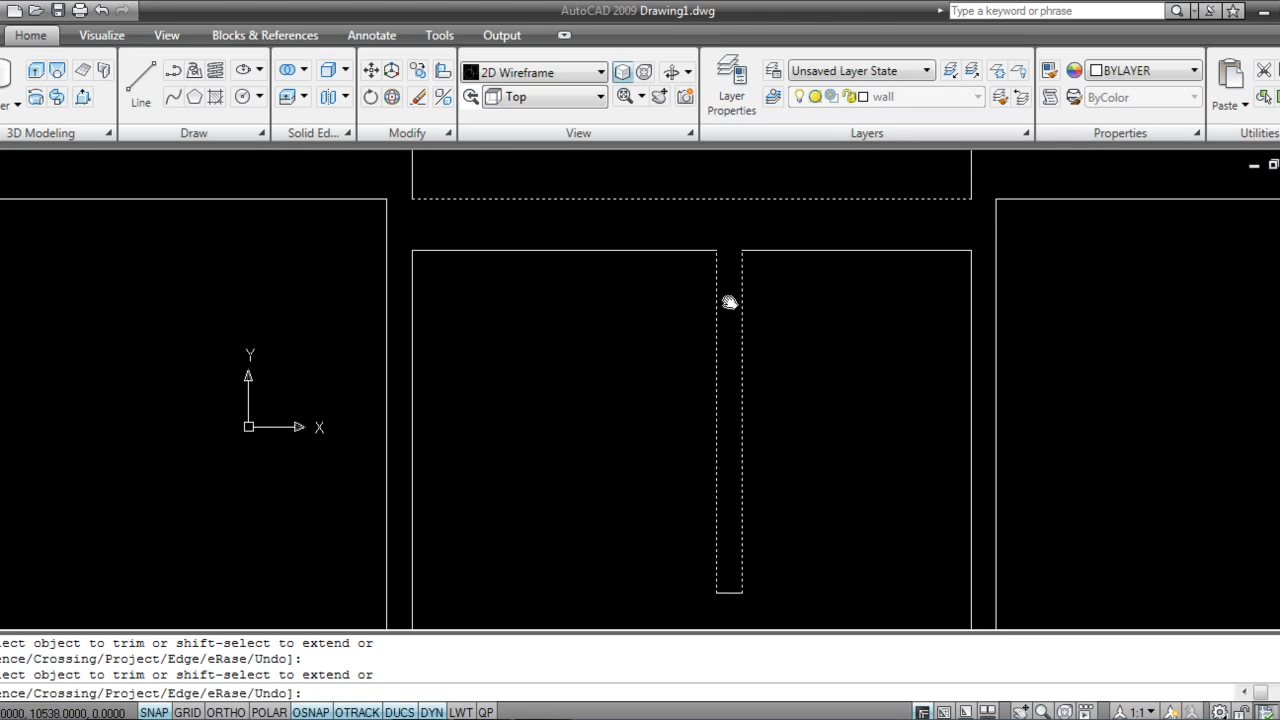 AutoCAD 2009 Drawing1.dwg
Type a keyword or phrase
Home Visualize View Blocks & References Annotate Tools Output
2D Wireframe
Unsaved Layer State
BYLAYER
Line
Top
Layer
Properties
wall
ByColor
Paste
3D Modeling
Draw
Solid Ed...
Modify
View
Layers
Properties
Utilities
Y
X
lect object to trim or shift-select to extend or
ence/Crossing/Project/Edge/eRase/Undo]:
lect object to trim or shift-select to extend or
ence/Crossing/Project/Edge/eRase/Undo]:
0000, 10538.0000, 0.0000 SNAP GRID ORTHO POLAR OSNAP OTRACK DUCS DYN LWT QP 1:1